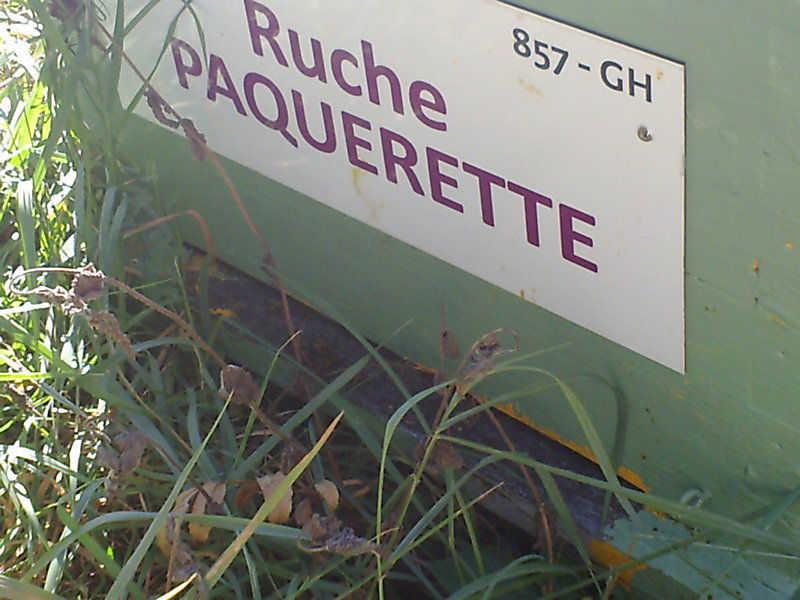 857 - GH
Ruche
PAQUERETTE